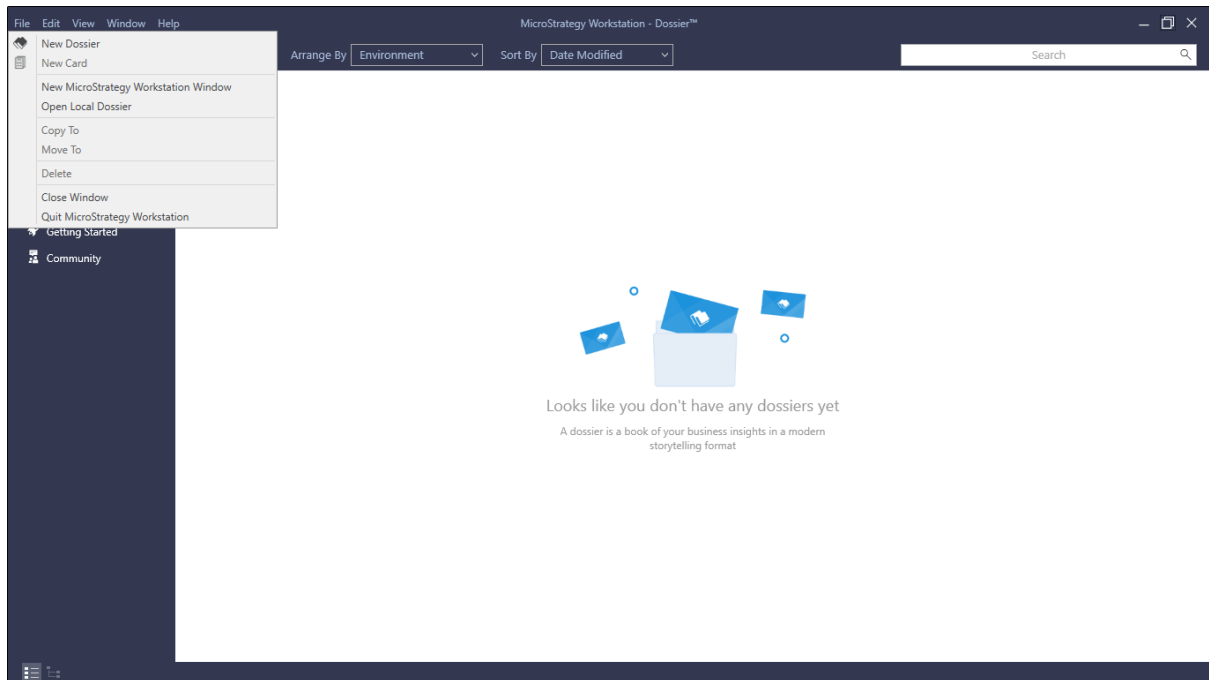 File Edit View Window Help
MicroStrategy Workstation - Dossier™
New Dossier
New Card
New MicroStrategy Workstation Window
Open Local Dossier
Copy To
Move To
Delete
Close Window
Quit MicroStrategy Workstation
Arrange By Environment Sort By Date Modified Search
Getting Started
Community
Looks like you don't have any dossiers yet
A dossier is a book of your business insights in a modern
storytelling format